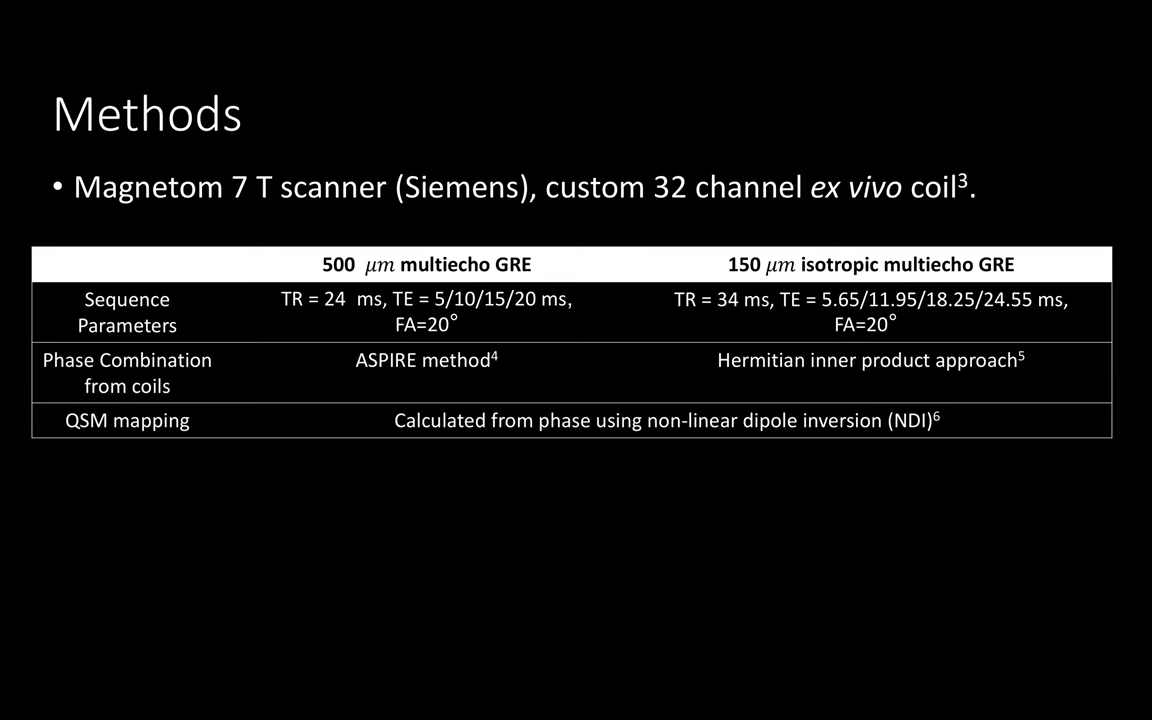 Methods
• Magnetom 7 T scanner (Siemens), custom 32 channel ex vivo coil³.
500 𝜇𝑚 multiecho GRE
150 𝜇𝑚 isotropic multiecho GRE
Sequence
Parameters
TR = 24 ms, TE = 5/10/15/20 ms,
FA=20°
TR = 34 ms, TE = 5.65/11.95/18.25/24.55 ms,
FA=20°
Phase Combination
from coils
ASPIRE method⁴
Hermitian inner product approach⁵
QSM mapping
Calculated from phase using non-linear dipole inversion (NDI)⁶